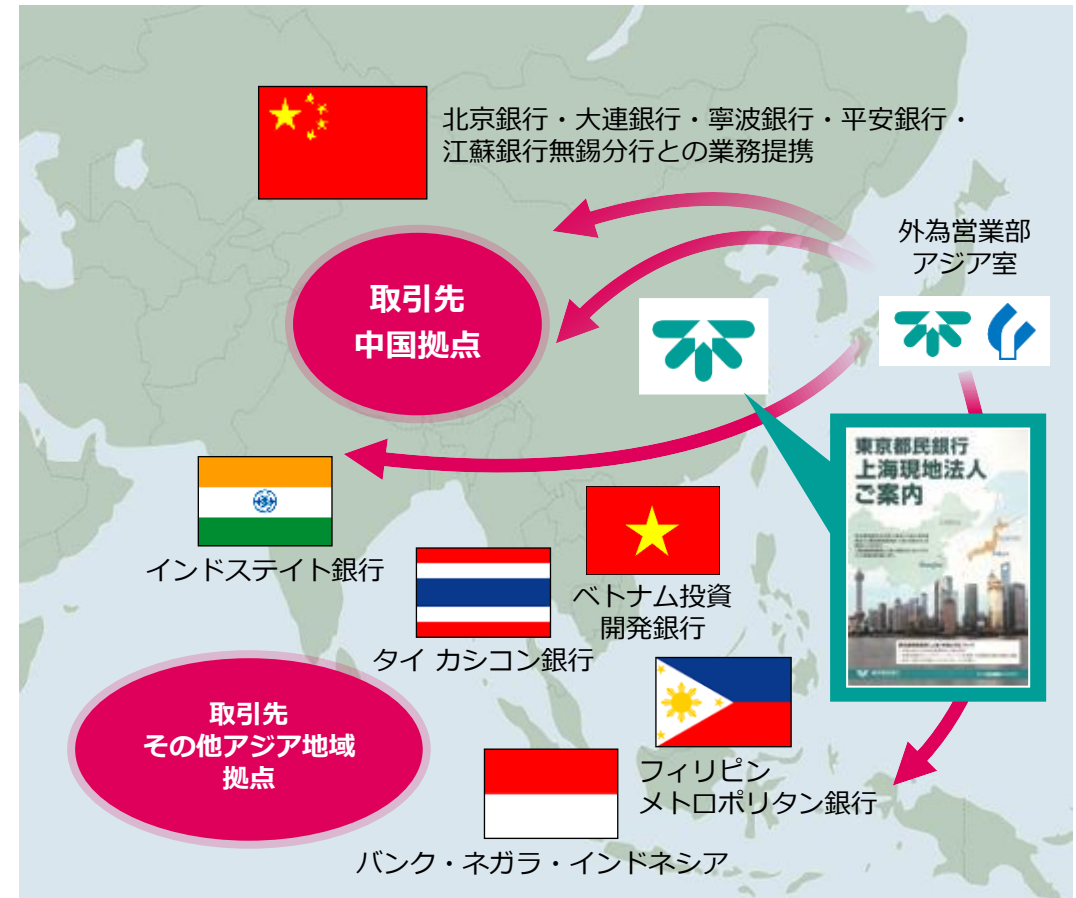 北京銀行・大連銀行・寧波銀行・平安銀行・
江蘇銀行無錫分行との業務提携
外為営業部
アジア室
取引先
中国拠点
東京都民銀行
上海現地法人
ご案内
インドステイト銀行
ベトナム投資
開発銀行
タイ カシコン銀行
取引先
その他アジア地域
拠点
フィリピン
メトロポリタン銀行
バンク・ネガラ・インドネシア